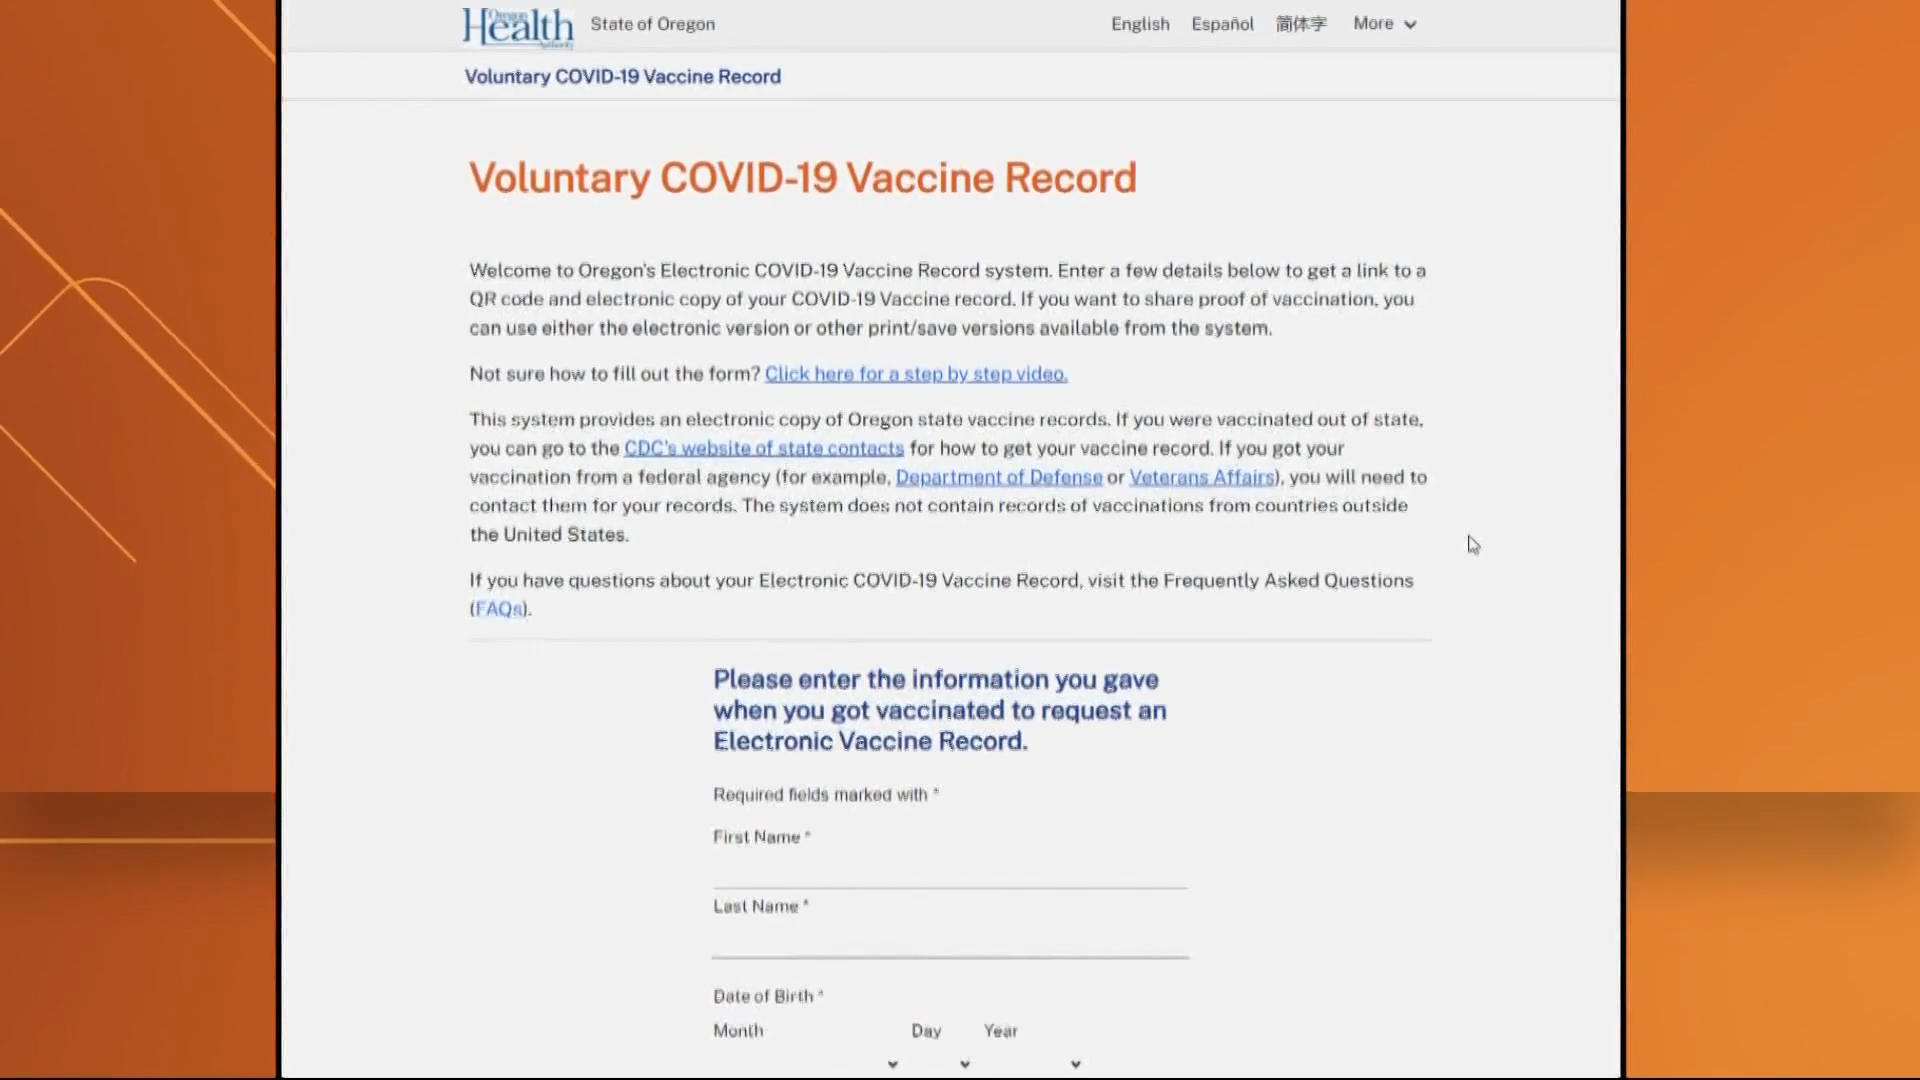 Oregon Health Authority State of Oregon English Español 简体字 More
Voluntary COVID-19 Vaccine Record
Voluntary COVID-19 Vaccine Record
Welcome to Oregon's Electronic COVID-19 Vaccine Record system. Enter a few details below to get a link to a
QR code and electronic copy of your COVID-19 Vaccine record. If you want to share proof of vaccination, you
can use either the electronic version or other print/save versions available from the system.
Not sure how to fill out the form? Click here for a step by step video.
This system provides an electronic copy of Oregon state vaccine records. If you were vaccinated out of state,
you can go to the CDC's website of state contacts for how to get your vaccine record. If you got your
vaccination from a federal agency (for example, Department of Defense or Veterans Affairs), you will need to
contact them for your records. The system does not contain records of vaccinations from countries outside
the United States.
If you have questions about your Electronic COVID-19 Vaccine Record, visit the Frequently Asked Questions
(FAQs).
Please enter the information you gave
when you got vaccinated to request an
Electronic Vaccine Record.
Required fields marked with *
First Name *
Last Name *
Date of Birth *
Month Day Year